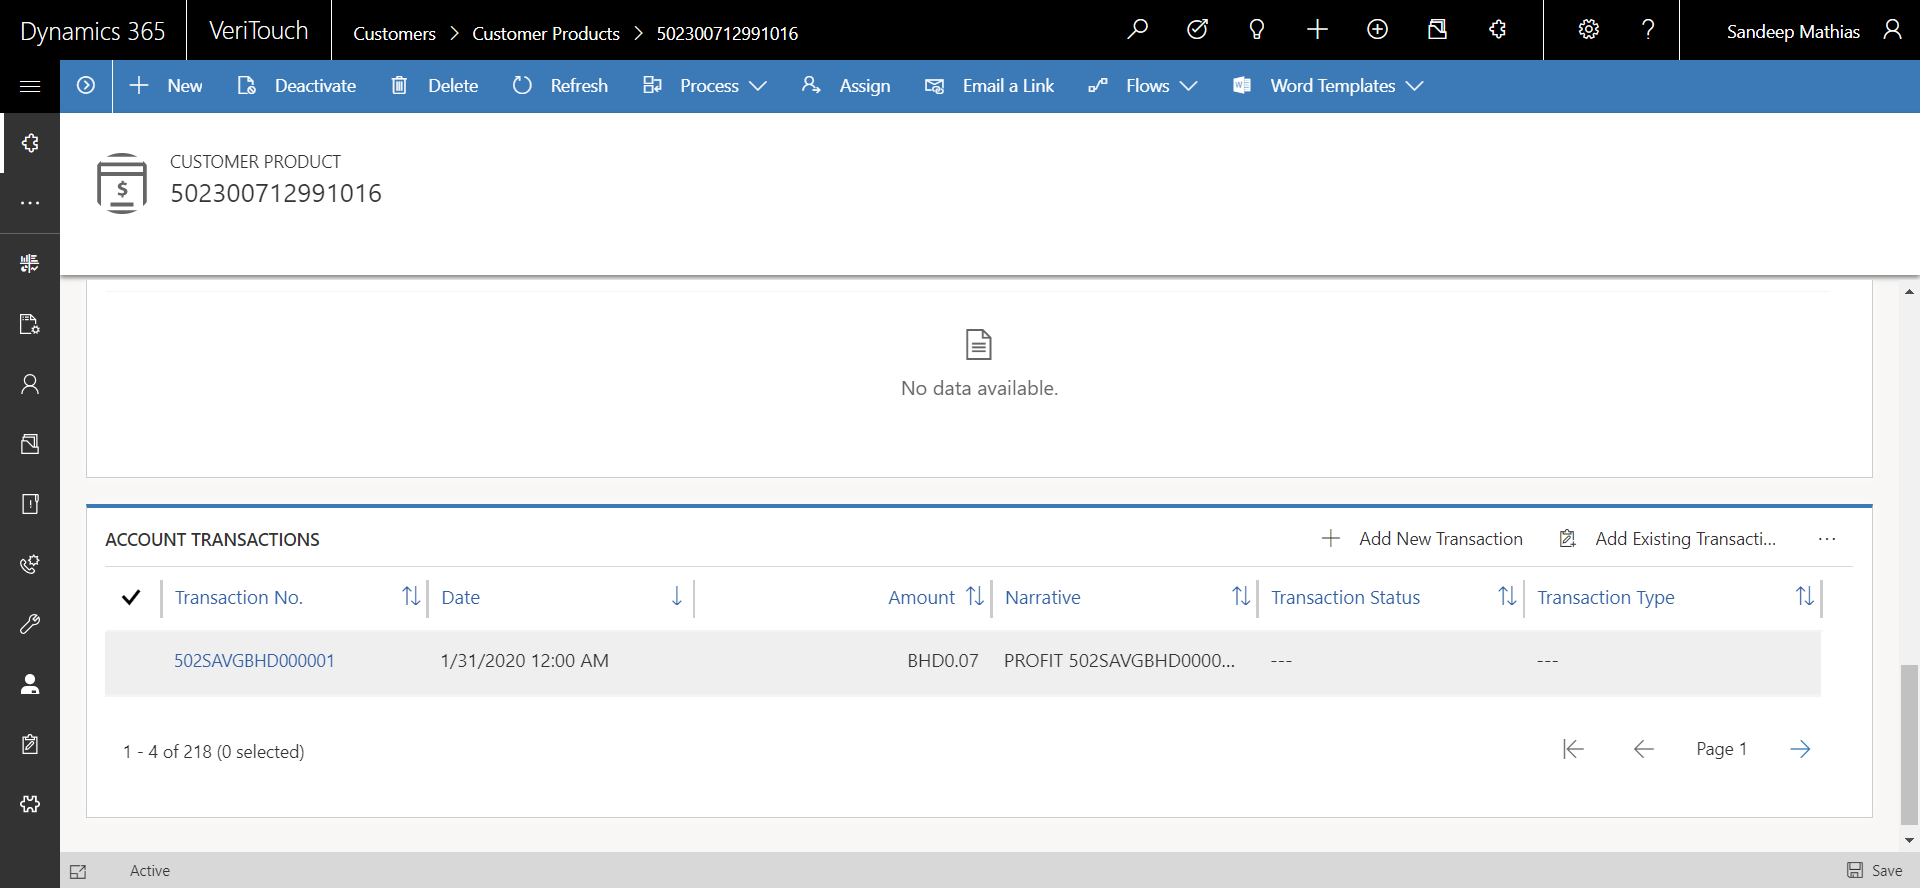 Dynamics 365 VeriTouch Customers > Customer Products > 502300712991016 Sandeep Mathias
New Deactivate Delete Refresh Process Assign Email a Link Flows Word Templates
CUSTOMER PRODUCT
502300712991016
No data available.
ACCOUNT TRANSACTIONS Add New Transaction Add Existing Transacti... ...
Transaction No. Date Amount Narrative Transaction Status Transaction Type
502SAVGBHD000001 1/31/2020 12:00 AM BHD0.07 PROFIT 502SAVGBHD0000... --- ---
1 - 4 of 218 (0 selected) Page 1
Active Save